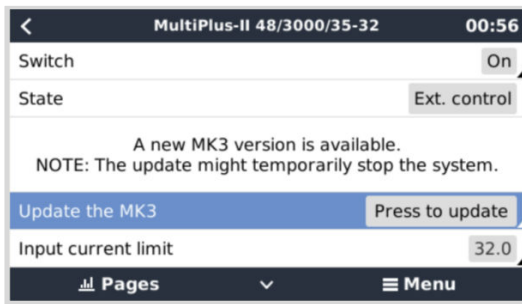 MultiPlus-II 48/3000/35-32 00:56
Switch On
State Ext. control
A new MK3 version is available.
NOTE: The update might temporarily stop the system.
Update the MK3 Press to update
Input current limit 32.0
Pages Menu